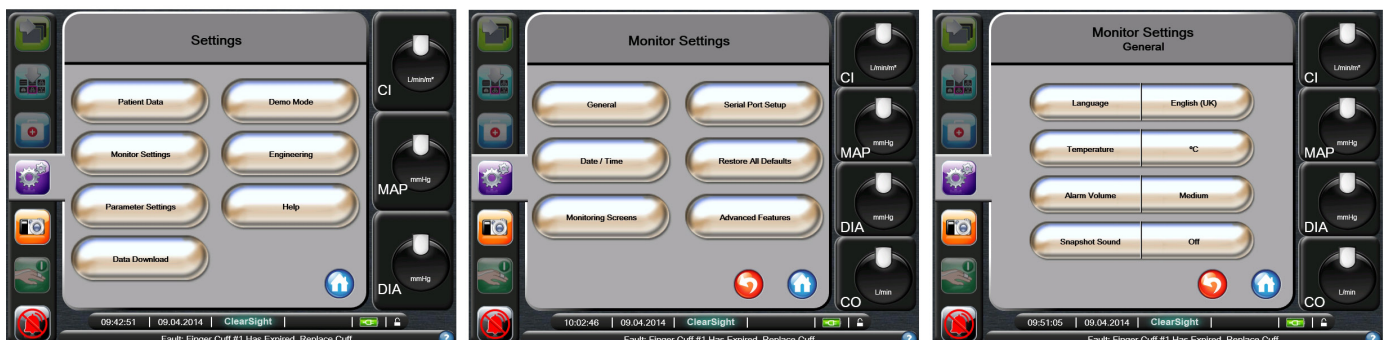 Settings
Patient Data
Demo Mode
Monitor Settings
Engineering
Parameter Settings
Help
Data Download
L/min/m²
CI
mmHg
MAP
mmHg
DIA
09:42:51 | 09.04.2014 | ClearSight
Fault: Finger Cuff #1 Has Expired. Replace Cuff
?
Monitor Settings
General
Serial Port Setup
Date / Time
Restore All Defaults
Monitoring Screens
Advanced Features
L/min/m²
CI
mmHg
MAP
mmHg
DIA
L/min
CO
10:02:46 | 09.04.2014 | ClearSight
Fault: Finger Cuff #1 Has Expired. Replace Cuff
?
Monitor Settings
General
Language English (UK)
Temperature ºC
Alarm Volume Medium
Snapshot Sound Off
L/min/m²
CI
mmHg
MAP
mmHg
DIA
L/min
CO
09:51:05 | 09.04.2014 | ClearSight
Fault: Finger Cuff #1 Has Expired. Replace Cuff
?